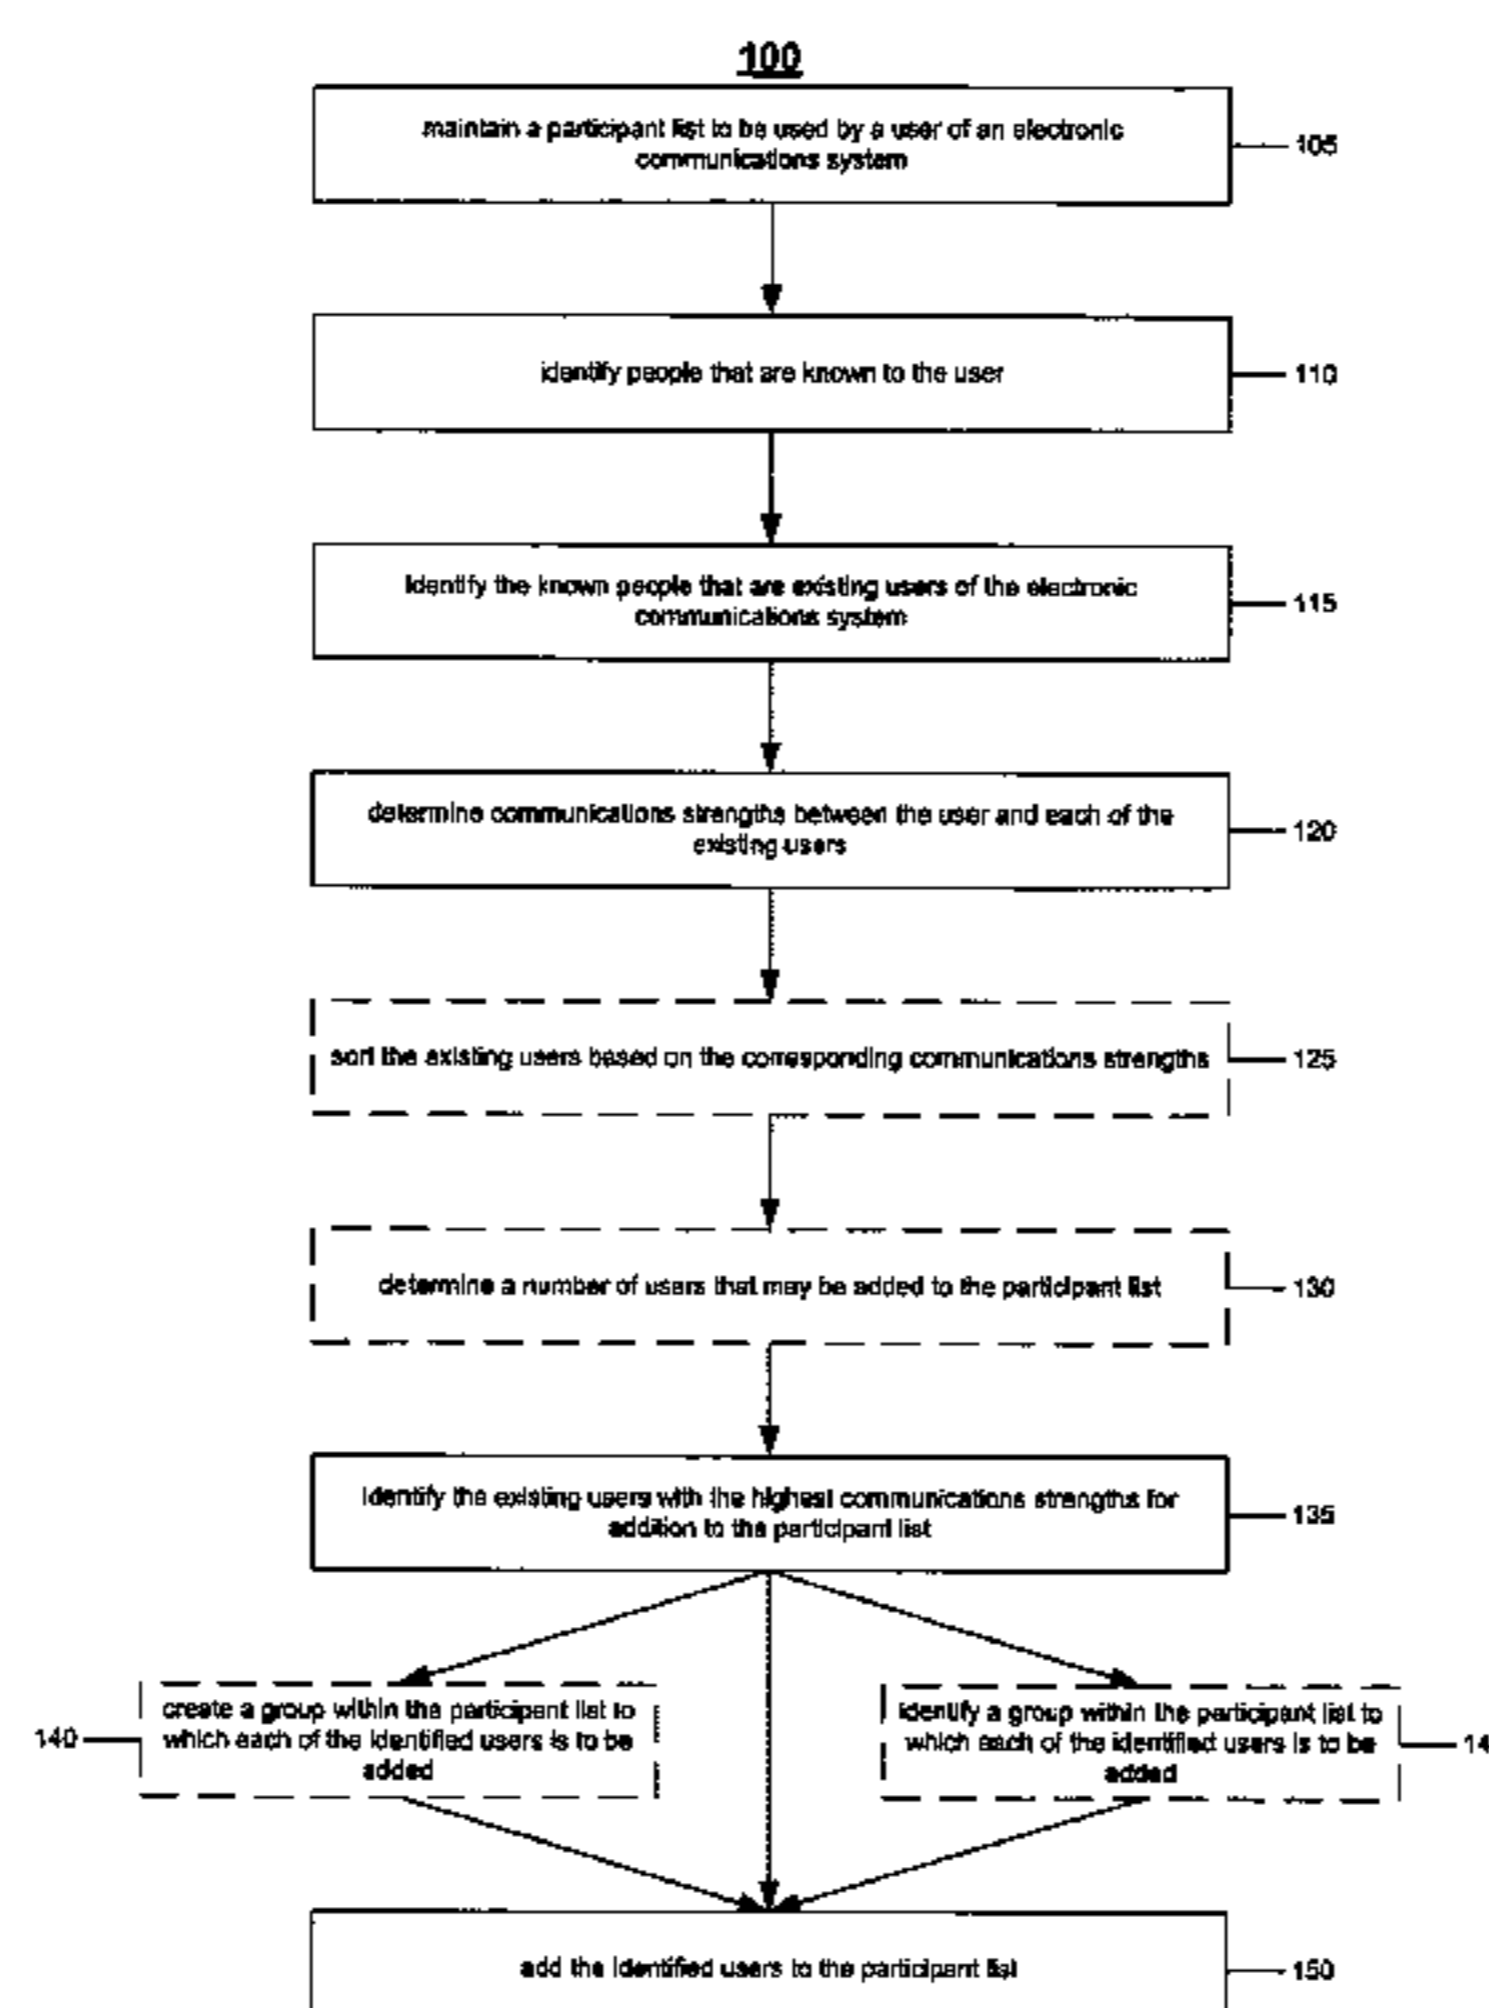 100
maintain a participant list to be used by a user of an electronic
communications system
105
identify people that are known to the user
110
identify the known people that are existing users of the electronic
communications system
115
determine communications strengths between the user and each of the
existing users
120
sort the existing users based on the corresponding communications strengths
125
determine a number of users that may be added to the participant list
130
identify the existing users with the highest communications strengths for
addition to the participant list
135
140
create a group within the participant list to
which each of the identified users is to be
added
identify a group within the participant list to
which each of the identified users is to be
added
14
add the identified users to the participant list
150